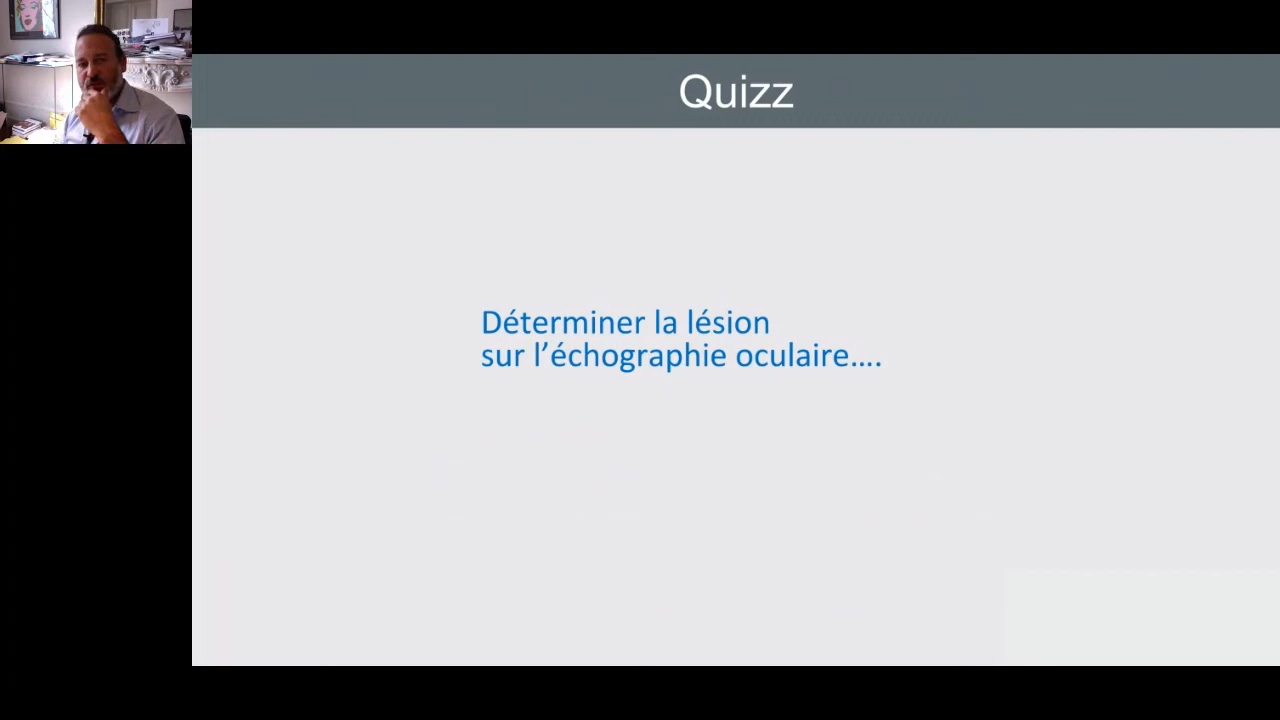 Quizz
Déterminer la lésion
sur l’échographie oculaire....